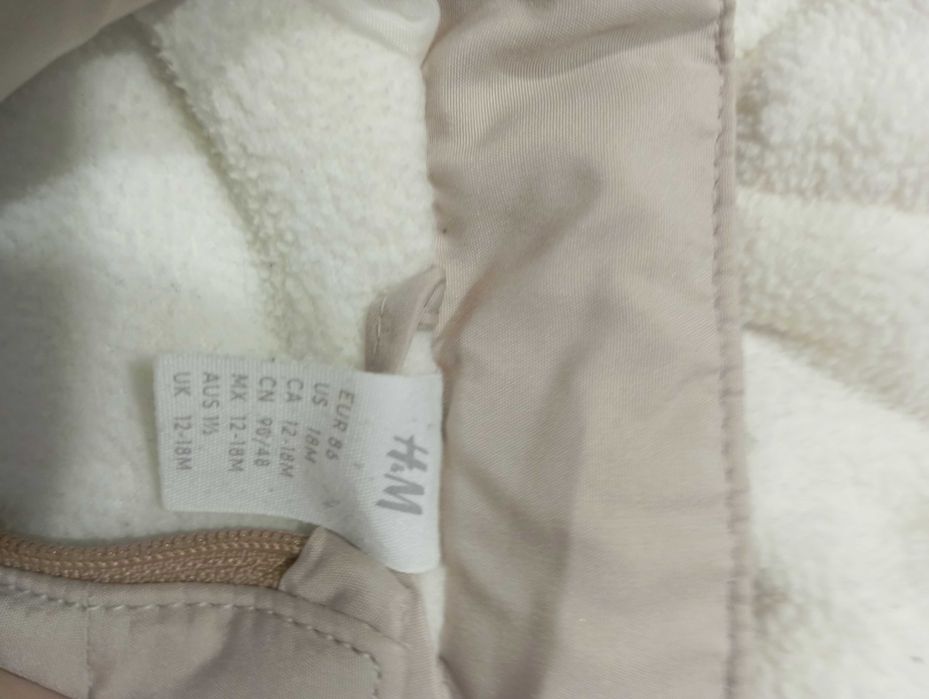 H&M
EUR 86
US 18M
CA 12-18M
CN 90/48
MX 12-18M
AUS 1½
UK 12-18M